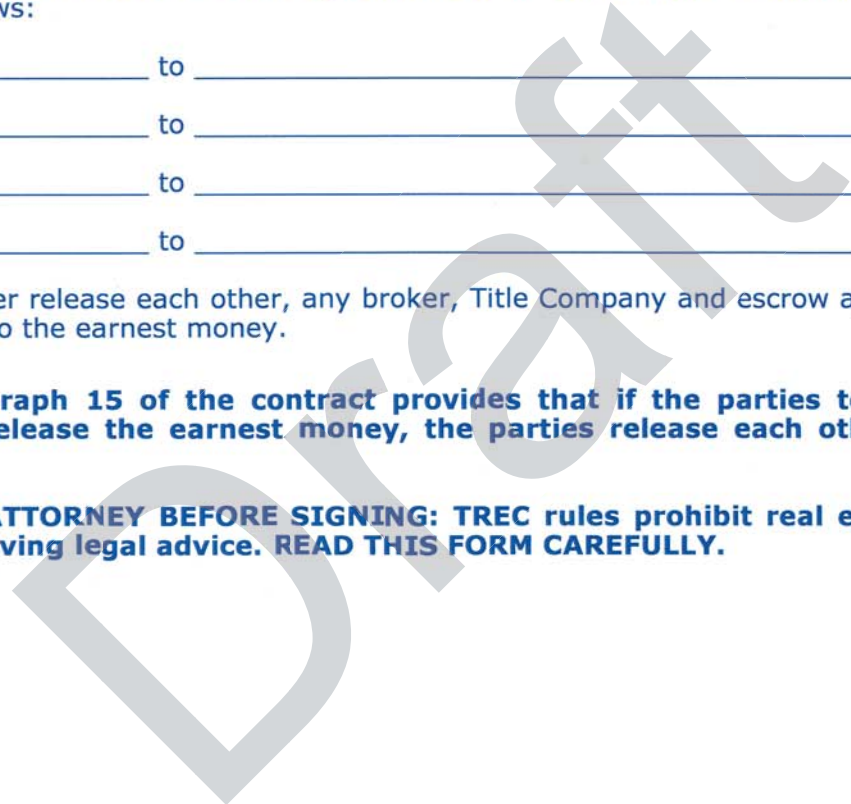 ws:
to
to
to
to
er release each other, any broker, Title Company and escrow a
o the earnest money.
raph 15 of the contract provides that if the parties t
elease the earnest money, the parties release each oth
ATTORNEY BEFORE SIGNING: TREC rules prohibit real e
ving legal advice. READ THIS FORM CAREFULLY.
Draft